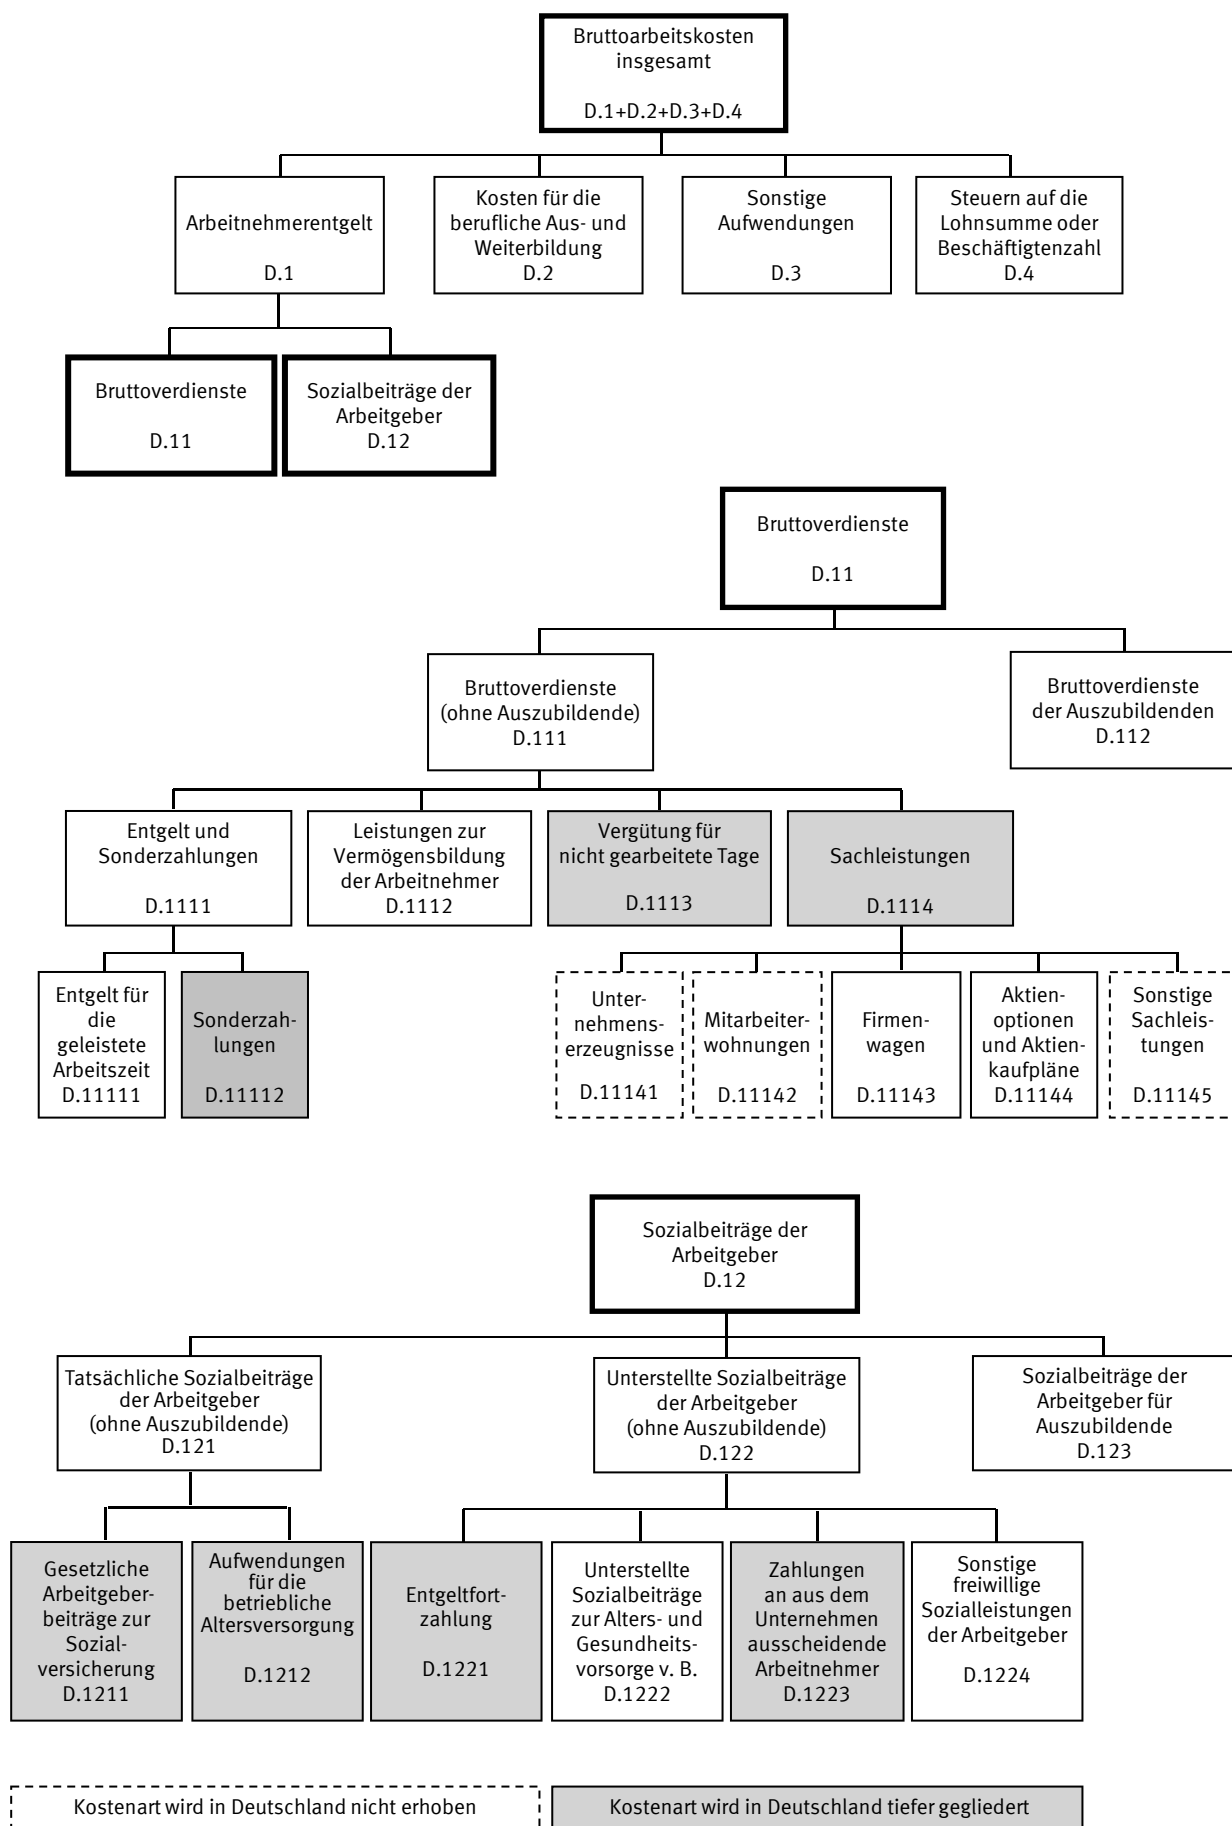 Bruttoarbeitskosten
insgesamt
D.1+D.2+D.3+D.4
Arbeitnehmerentgelt
D.1
Kosten für die
berufliche Aus- und
Weiterbildung
D.2
Sonstige
Aufwendungen
D.3
Steuern auf die
Lohnsumme oder
Beschäftigtenzahl
D.4
Bruttoverdienste
D.11
Sozialbeiträge der
Arbeitgeber
D.12
Bruttoverdienste
D.11
Bruttoverdienste
(ohne Auszubildende)
D.111
Bruttoverdienste
der Auszubildenden
D.112
Entgelt und
Sonderzahlungen
D.1111
Leistungen zur
Vermögensbildung
der Arbeitnehmer
D.1112
Vergütung für
nicht gearbeitete Tage
D.1113
Sachleistungen
D.1114
Entgelt für
die
geleistete
Arbeitszeit
D.11111
Sonderzah-
lungen
D.11112
Unter-
nehmens-
erzeugnisse
D.11141
Mitarbeiter-
wohnungen
D.11142
Firmen-
wagen
D.11143
Aktien-
optionen
und Aktien-
kaufpläne
D.11144
Sonstige
Sachleis-
tungen
D.11145
Sozialbeiträge der
Arbeitgeber
D.12
Tatsächliche Sozialbeiträge
der Arbeitgeber
(ohne Auszubildende)
D.121
Unterstellte Sozialbeiträge
der Arbeitgeber
(ohne Auszubildende)
D.122
Sozialbeiträge der
Arbeitgeber für
Auszubildende
D.123
Gesetzliche
Arbeitgeber-
beiträge zur
Sozial-
versicherung
D.1211
Aufwendungen
für die
betriebliche
Altersversorgung
D.1212
Entgeltfort-
zahlung
D.1221
Unterstellte
Sozialbeiträge
zur Alters- und
Gesundheits-
vorsorge v. B.
D.1222
Zahlungen
an aus dem
Unternehmen
ausscheidende
Arbeitnehmer
D.1223
Sonstige
freiwillige
Sozialleistungen
der Arbeitgeber
D.1224
Kostenart wird in Deutschland nicht erhoben
Kostenart wird in Deutschland tiefer gegliedert